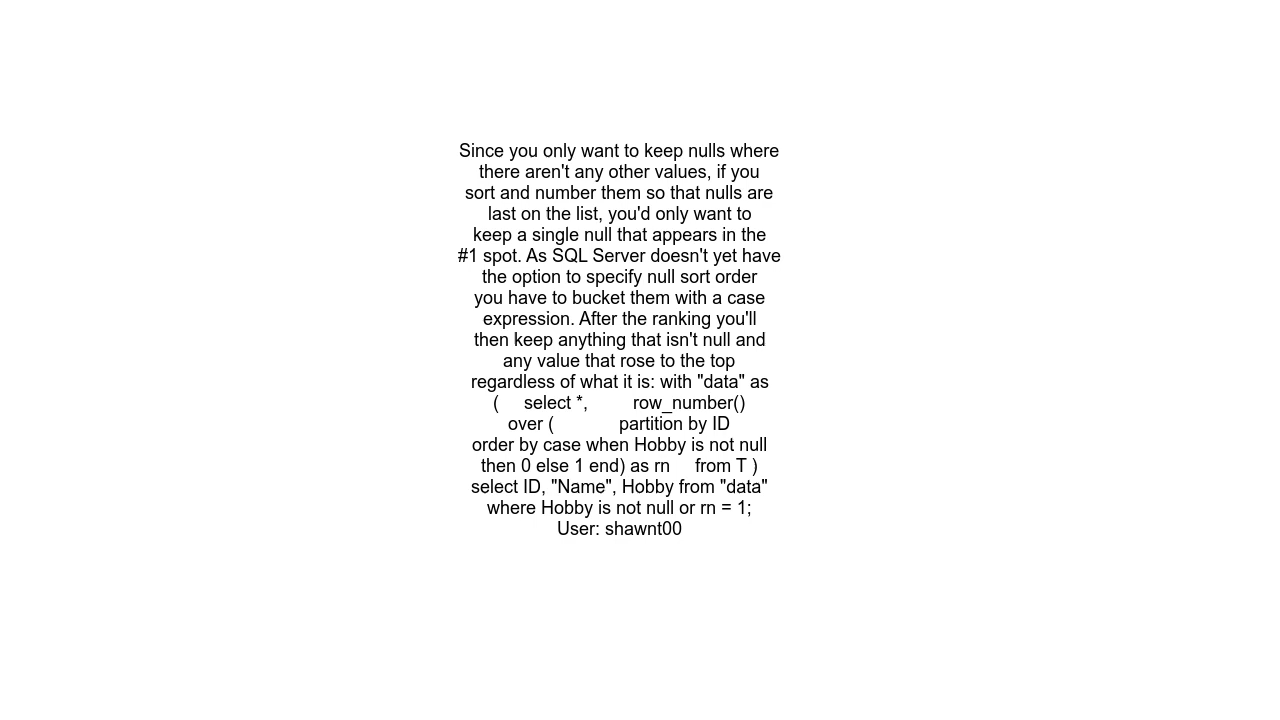 Since you only want to keep nulls where
there aren't any other values, if you
sort and number them so that nulls are
last on the list, you'd only want to
keep a single null that appears in the
#1 spot. As SQL Server doesn't yet have
the option to specify null sort order
you have to bucket them with a case
expression. After the ranking you'll
then keep anything that isn't null and
any value that rose to the top
regardless of what it is: with "data" as
(     select *,         row_number()
over (             partition by ID
order by case when Hobby is not null
then 0 else 1 end) as rn     from T )
select ID, "Name", Hobby from "data"
where Hobby is not null or rn = 1;
User: shawnt00